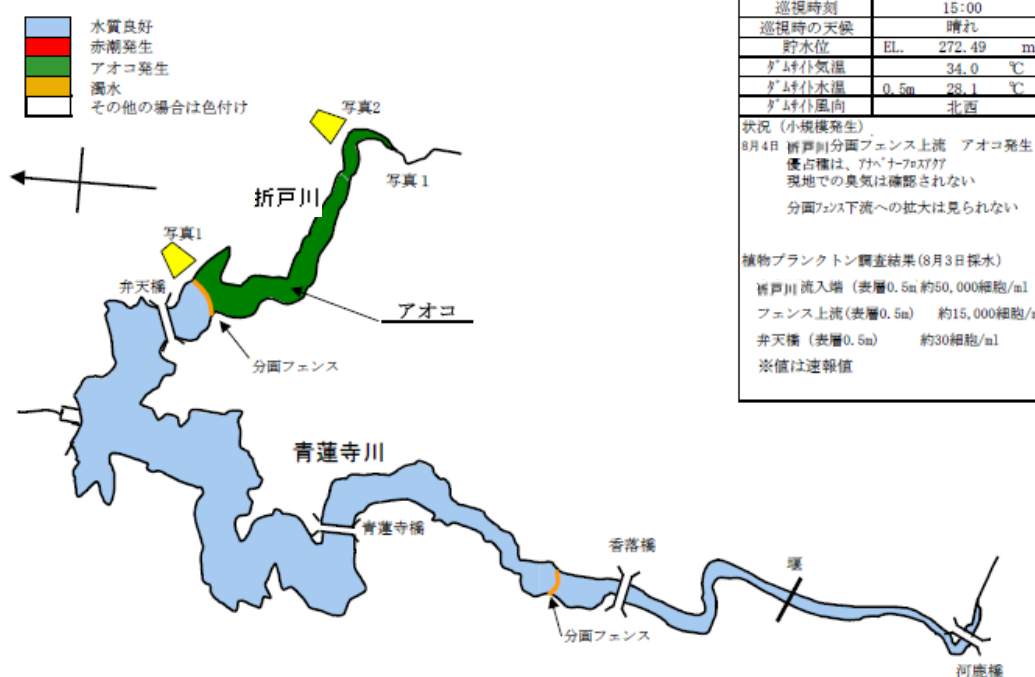 水質良好
赤潮発生
アオコ発生
濁水
その他の場合は色付け
巡視時刻 15:00
巡視時の天候 晴れ
貯水位 EL. 272.49 m
ﾀﾞﾑｻｲﾄ気温 34.0 ℃
ﾀﾞﾑｻｲﾄ水温 0.5m 28.1 ℃
ﾀﾞﾑｻｲﾄ風向 北西
状況（小規模発生）
8月4日 折戸川分画フェンス上流 アオコ発生
優占種は、ｱﾅﾍﾞﾅｰﾌﾛｽｱｸｱ
現地での臭気は確認されない
分画ﾌｪﾝｽ下流への拡大は見られない
植物プランクトン調査結果(8月3日採水)
折戸川 流入端（表層0.5m 約50,000細胞/ml
フェンス上流(表層0.5m) 約15,000細胞/m
弁天橋（表層0.5m) 約30細胞/ml
※値は速報値
写真2
写真１
折戸川
写真1
弁天橋
アオコ
分画フェンス
青蓮寺川
青蓮寺橋
香落橋
堰
分画フェンス
河鹿橋